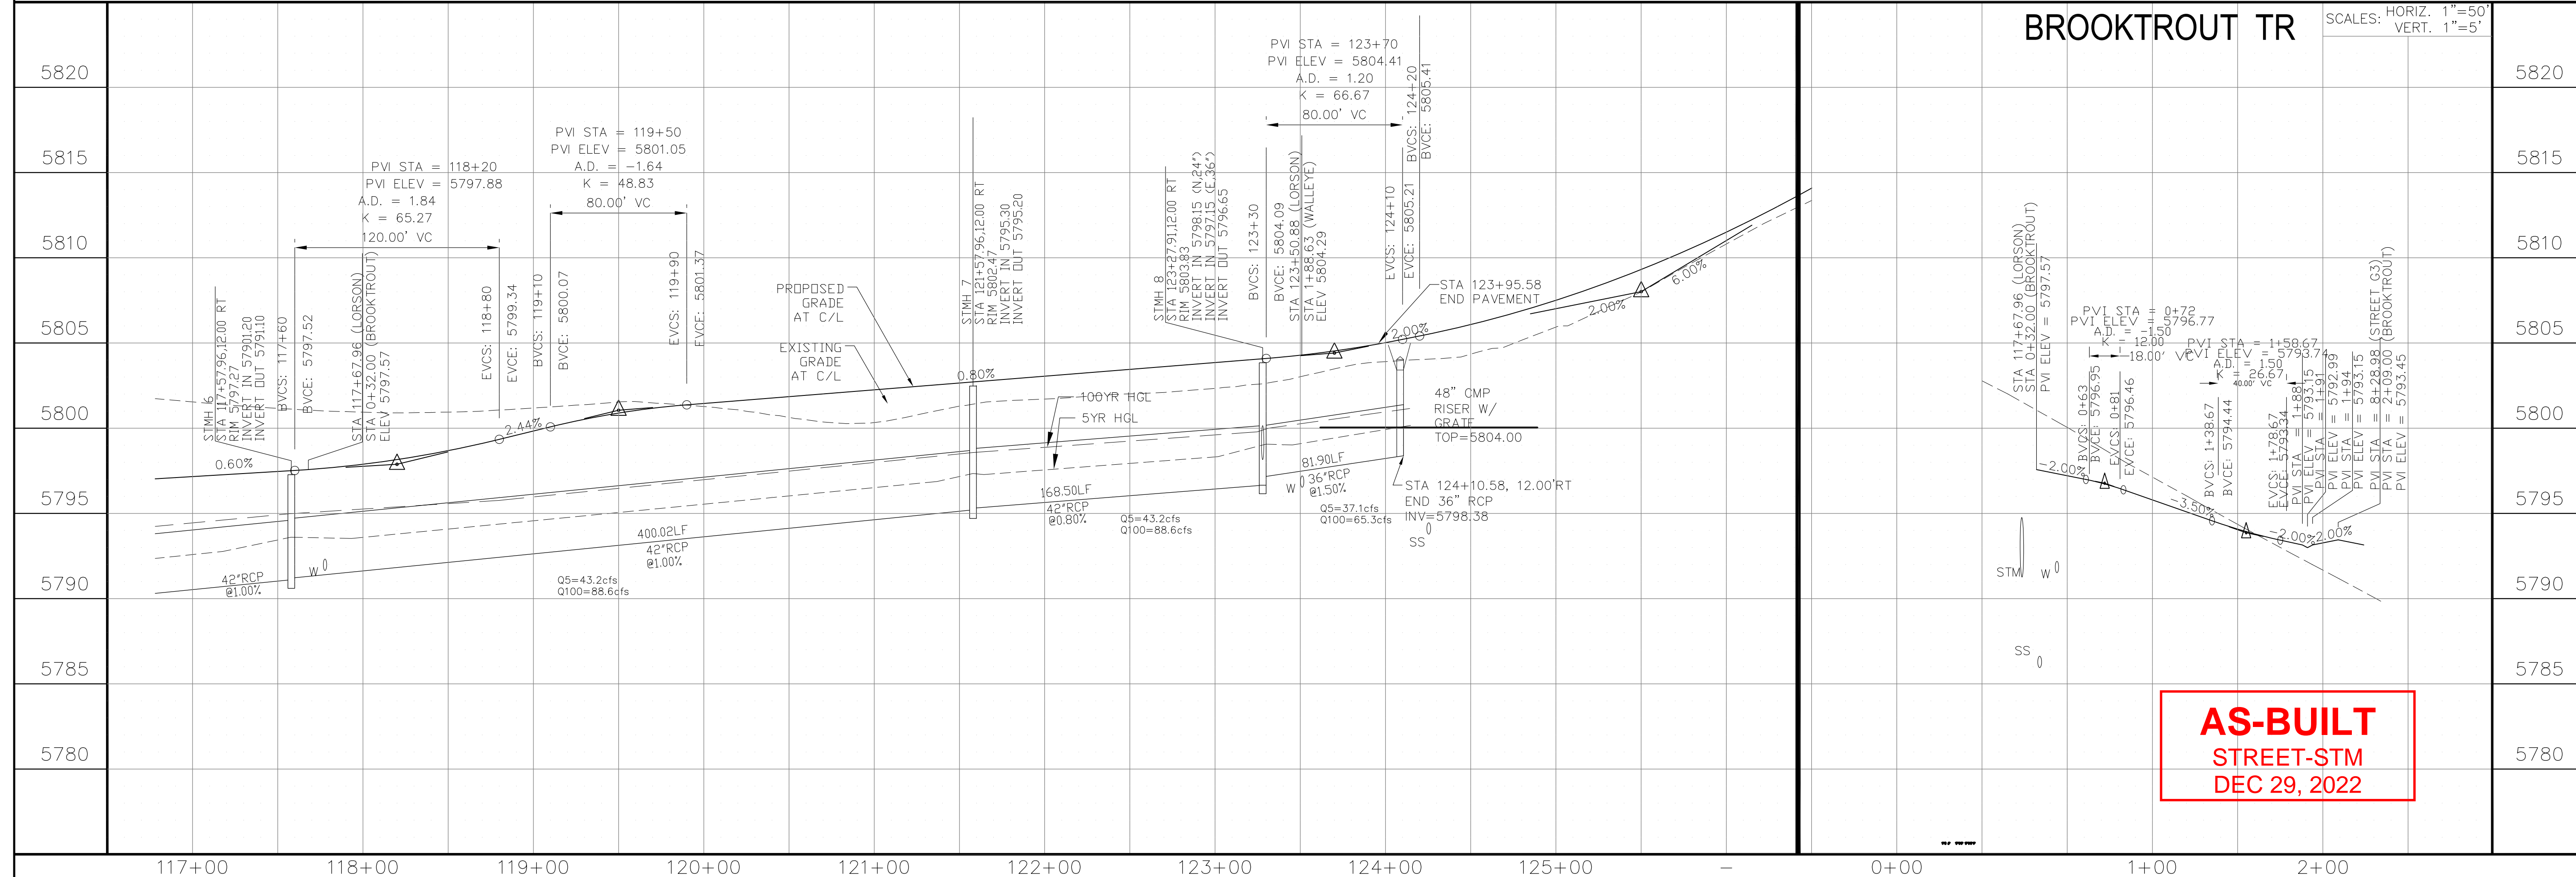 BROOKTROUT TR
SCALES: HORIZ. 1"=50'
VERT. 1"=5'
5820
5815
5810
5805
5800
5795
5790
5785
5780
PVI STA = 118+20
PVI ELEV = 5797.88
A.D. = 1.84
K = 65.27
120.00' VC
PVI STA = 119+50
PVI ELEV = 5801.05
A.D. = -1.64
K = 48.83
80.00' VC
PVI STA = 123+70
PVI ELEV = 5804.41
A.D. = 1.20
K = 66.67
80.00' VC
STMH 6
STA 117+57.96,12.00 RT
RIM 5797.27
INVERT IN 57901.20
INVERT OUT 5791.10
BVCS: 117+60
BVCE: 5797.52
STA 117+67.96 (LORSON)
STA 0+32.00 (BROOKTROUT)
ELEV 5797.57
EVCS: 118+80
EVCE: 5799.34
BVCS: 119+10
BVCE: 5800.07
EVCS: 119+90
EVCE: 5801.37
PROPOSED
GRADE
AT C/L
EXISTING
GRADE
AT C/L
STMH 7
STA 121+57.96,12.00 RT
RIM 5802.47
INVERT IN 5795.30
INVERT OUT 5795.20
STMH 8
STA 123+27.91,12.00 RT
RIM 5803.83
INVERT IN 5798.15 (N,24")
INVERT IN 5797.15 (E,36")
INVERT OUT 5796.65
BVCS: 123+30
BVCE: 5804.09
STA 123+50.88 (LORSON)
STA 1+88.63 (WALLEYE)
ELEV 5804.29
EVCS: 124+10
EVCE: 5805.21
BVCS: 124+20
BVCE: 5805.41
STA 123+95.58
END PAVEMENT
0.60%
2.44%
0.80%
2.00%
2.00%
6.00%
100YR HGL
5YR HGL
48" CMP
RISER W/
GRATE
TOP=5804.00
STA 124+10.58, 12.00'RT
END 36" RCP
INV=5798.38
SS
81.90LF
36"RCP
@1.50%
Q5=37.1cfs
Q100=65.3cfs
W
168.50LF
42"RCP
@0.80%
Q5=43.2cfs
Q100=88.6cfs
400.02LF
42"RCP
@1.00%
Q5=43.2cfs
Q100=88.6cfs
W
42"RCP
@1.00%
STA 117+67.96 (LORSON)
STA 0+32.00 (BROOKTROUT)
PVI ELEV = 5797.57
PVI STA = 0+72
PVI ELEV = 5796.77
A.D. = -1.50
K = 12.00
18.00' VC
PVI STA = 1+58.67
PVI ELEV = 5793.74
A.D. = 1.50
K = 26.67
40.00' VC
BVCS: 0+63
BVCE: 5796.95
EVCS: 0+81
EVCE: 5796.46
BVCS: 1+38.67
BVCE: 5794.44
EVCS: 1+78.67
EVCE: 5793.34
PVI STA = 1+88
PVI ELEV = 5793.15
PVI STA = 1+91
PVI ELEV = 5792.99
PVI STA = 1+94
PVI ELEV = 5793.15
STA = 8+28.98 (STREET G3)
PVI STA = 2+09.00 (BROOKTROUT)
PVI ELEV = 5793.45
-2.00%
-3.50%
-2.00%
2.00%
STM
W
SS
AS-BUILT
STREET-STM
DEC 29, 2022
5820
5815
5810
5805
5800
5795
5790
5785
5780
117+00
118+00
119+00
120+00
121+00
122+00
123+00
124+00
125+00
-
0+00
1+00
2+00